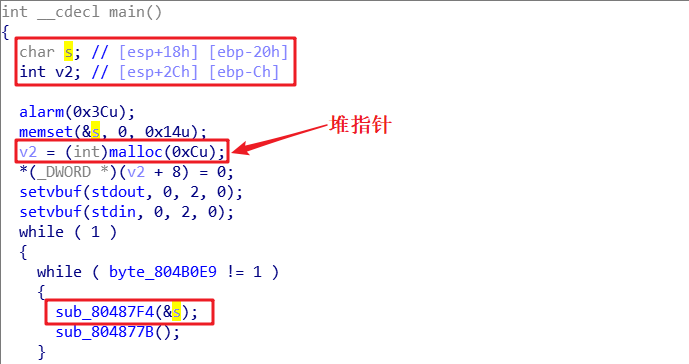 int __cdecl main()
{
char s; // [esp+18h] [ebp-20h]
int v2; // [esp+2Ch] [ebp-Ch]
alarm(0x3Cu);
memset(&s, 0, 0x14u);
堆指针
v2 = (int)malloc(0xCu);
*(_DWORD *)(v2 + 8) = 0;
setvbuf(stdout, 0, 2, 0);
setvbuf(stdin, 0, 2, 0);
while ( 1 )
{
while ( byte_804B0E9 != 1 )
{
sub_80487F4(&s);
sub_804877B();
}